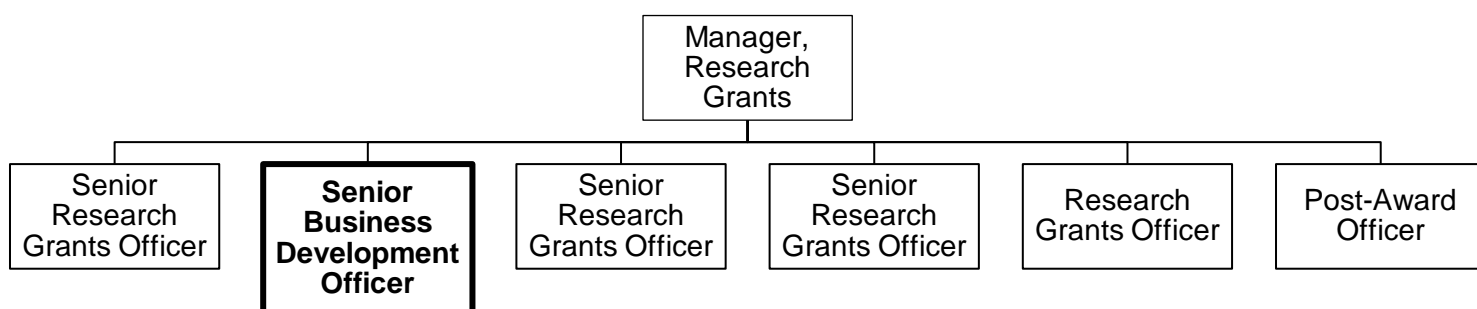 Manager,
Research
Grants
Senior
Research
Grants Officer
Senior
Business
Development
Officer
Senior
Research
Grants Officer
Senior
Research
Grants Officer
Research
Grants Officer
Post-Award
Officer